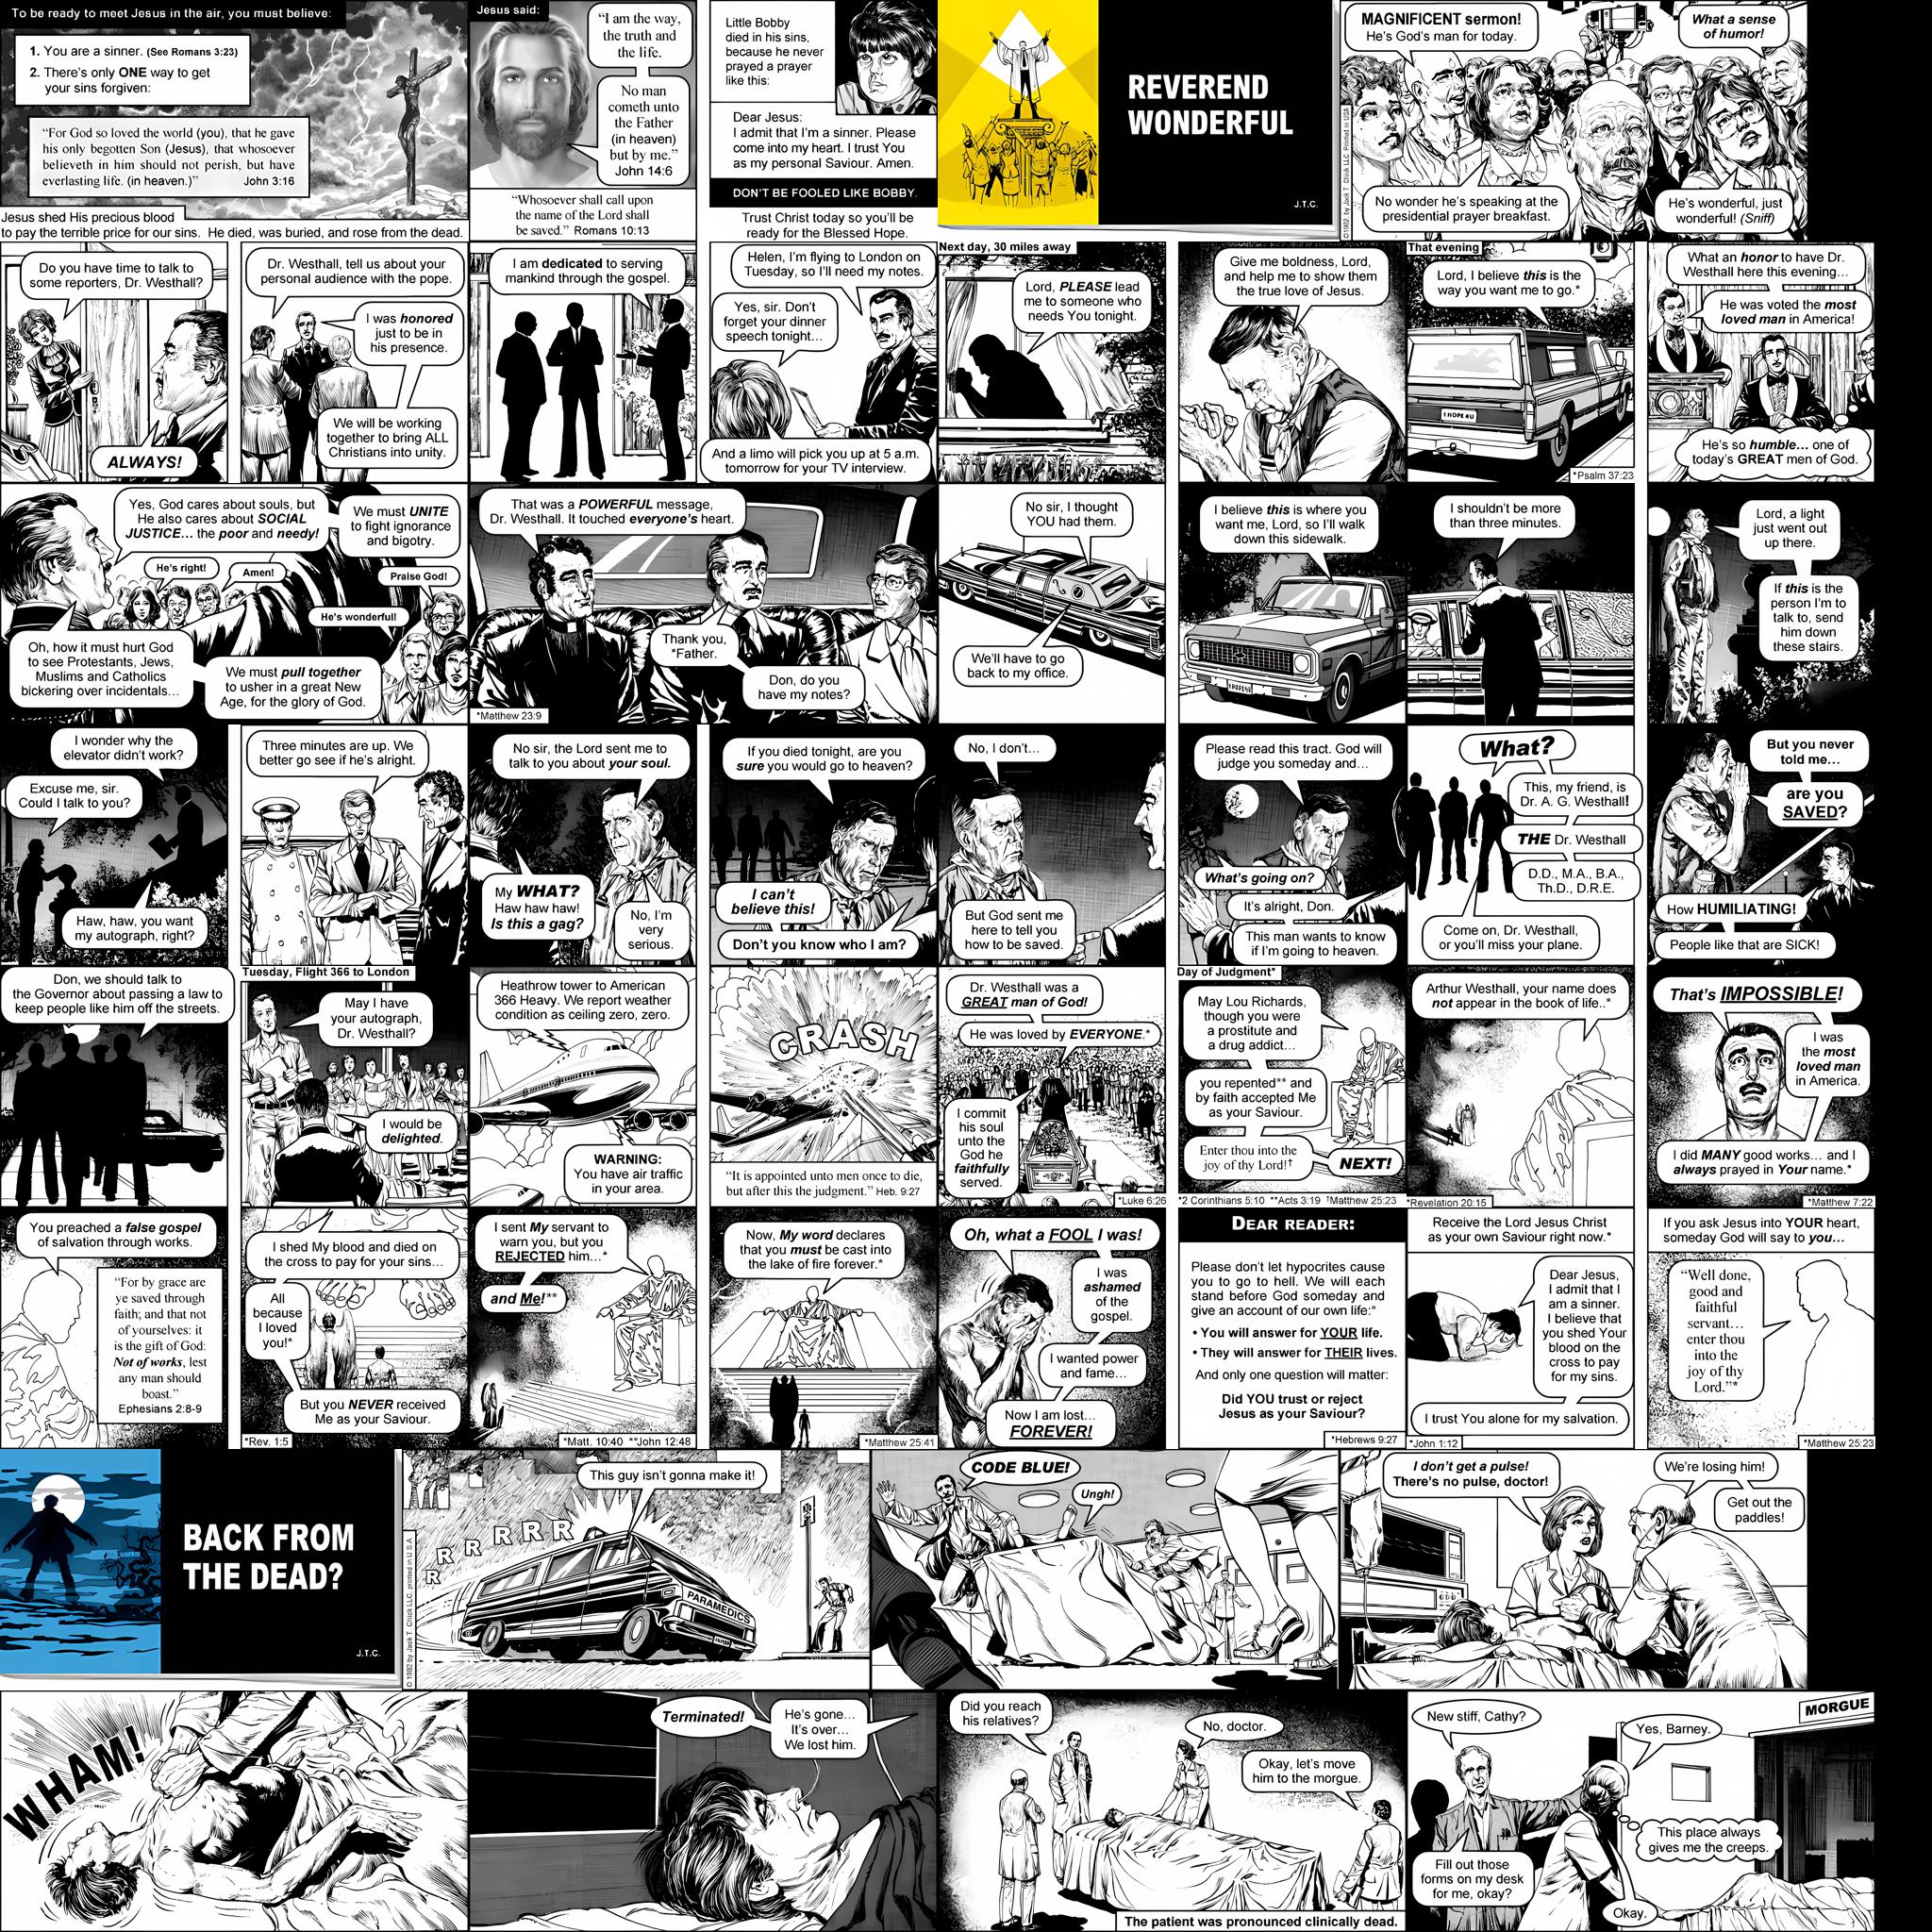 To be ready to meet Jesus in the air, you must believe:
1. You are a sinner. (See Romans 3:23)
2. There's only ONE way to get
your sins forgiven:
"For God so loved the world (you), that he gave
his only begotten Son (Jesus), that whosoever
believeth in him should not perish, but have
everlasting life. (in heaven.)" John 3:16
Jesus shed His precious blood
to pay the terrible price for our sins. He died, was buried, and rose from the dead.
Jesus said:
"I am the way,
the truth and
the life.
No man
cometh unto
the Father
(in heaven)
but by me."
John 14:6
"Whosoever shall call upon
the name of the Lord shall
be saved." Romans 10:13
Little Bobby
died in his sins,
because he never
prayed a prayer
like this:
Dear Jesus:
I admit that I'm a sinner. Please
come into my heart. I trust You
as my personal Saviour. Amen.
DON'T BE FOOLED LIKE BOBBY.
Trust Christ today so you'll be
ready for the Blessed Hope.
REVEREND
WONDERFUL
J.T.C.
©1982 by Jack T. Chick LLC Printed in USA
MAGNIFICENT sermon!
He's God's man for today.
What a sense
of humor!
No wonder he's speaking at the
presidential prayer breakfast.
He's wonderful, just
wonderful! (Sniff)
Do you have time to talk to
some reporters, Dr. Westhall?
ALWAYS!
Dr. Westhall, tell us about your
personal audience with the pope.
I was honored
just to be in
his presence.
We will be working
together to bring ALL
Christians into unity.
I am dedicated to serving
mankind through the gospel.
Helen, I'm flying to London on
Tuesday, so I'll need my notes.
Yes, sir. Don't
forget your dinner
speech tonight...
And a limo will pick you up at 5 a.m.
tomorrow for your TV interview.
Next day, 30 miles away
Lord, PLEASE lead
me to someone who
needs You tonight.
Give me boldness, Lord,
and help me to show them
the true love of Jesus.
That evening
Lord, I believe this is the
way you want me to go.*
1 HOPE 4U
*Psalm 37:23
What an honor to have Dr.
Westhall here this evening...
He was voted the most
loved man in America!
He's so humble... one of
today's GREAT men of God.
Yes, God cares about souls, but
He also cares about SOCIAL
JUSTICE... the poor and needy!
We must UNITE
to fight ignorance
and bigotry.
He's right!
Amen!
Praise God!
He's wonderful!
Oh, how it must hurt God
to see Protestants, Jews,
Muslims and Catholics
bickering over incidentals...
We must pull together
to usher in a great New
Age, for the glory of God.
That was a POWERFUL message,
Dr. Westhall. It touched everyone's heart.
Thank you,
*Father.
Don, do you
have my notes?
*Matthew 23:9
No sir, I thought
YOU had them.
We'll have to go
back to my office.
I believe this is where you
want me, Lord, so I'll walk
down this sidewalk.
1 HOPE 4U
I shouldn't be more
than three minutes.
Lord, a light
just went out
up there.
If this is the
person I'm to
talk to, send
him down
these stairs.
I wonder why the
elevator didn't work?
Excuse me, sir.
Could I talk to you?
Haw, haw, you want
my autograph, right?
Three minutes are up. We
better go see if he's alright.
No sir, the Lord sent me to
talk to you about your soul.
My WHAT?
Haw haw haw!
Is this a gag?
No, I'm
very
serious.
If you died tonight, are you
sure you would go to heaven?
I can't
believe this!
Don't you know who I am?
No, I don't...
But God sent me
here to tell you
how to be saved.
Please read this tract. God will
judge you someday and...
What's going on?
It's alright, Don.
This man wants to know
if I'm going to heaven.
What?
This, my friend, is
Dr. A. G. Westhall!
THE Dr. Westhall
D.D., M.A., B.A.,
Th.D., D.R.E.
Come on, Dr. Westhall,
or you'll miss your plane.
But you never
told me...
are you
SAVED?
How HUMILIATING!
People like that are SICK!
Don, we should talk to
the Governor about passing a law to
keep people like him off the streets.
Tuesday, Flight 366 to London
May I have
your autograph,
Dr. Westhall?
I would be
delighted.
Heathrow tower to American
366 Heavy. We report weather
condition as ceiling zero, zero.
WARNING:
You have air traffic
in your area.
CRASH
"It is appointed unto men once to die,
but after this the judgment." Heb. 9:27
Dr. Westhall was a
GREAT man of God!
He was loved by EVERYONE.*
I commit
his soul
unto the
God he
faithfully
served.
*Luke 6:26
Day of Judgment*
May Lou Richards,
though you were
a prostitute and
a drug addict...
you repented** and
by faith accepted Me
as your Saviour.
Enter thou into the
joy of thy Lord!†
NEXT!
*2 Corinthians 5:10 **Acts 3:19 †Matthew 25:23
Arthur Westhall, your name does
not appear in the book of life..*
*Revelation 20:15
That's IMPOSSIBLE!
I was
the most
loved man
in America.
I did MANY good works... and I
always prayed in Your name.*
*Matthew 7:22
You preached a false gospel
of salvation through works.
"For by grace are
ye saved through
faith; and that not
of yourselves: it
is the gift of God:
Not of works, lest
any man should
boast."
Ephesians 2:8-9
I shed My blood and died on
the cross to pay for your sins...
All
because
I loved
you!*
But you NEVER received
Me as your Saviour.
*Rev. 1:5
I sent My servant to
warn you, but you
REJECTED him...*
and Me!**
*Matt. 10:40 **John 12:48
Now, My word declares
that you must be cast into
the lake of fire forever.*
*Matthew 25:41
Oh, what a FOOL I was!
I was
ashamed
of the
gospel.
I wanted power
and fame...
Now I am lost...
FOREVER!
DEAR READER:
Please don't let hypocrites cause
you to go to hell. We will each
stand before God someday and
give an account of our own life:*
• You will answer for YOUR life.
• They will answer for THEIR lives.
And only one question will matter:
Did YOU trust or reject
Jesus as your Saviour?
*Hebrews 9:27
Receive the Lord Jesus Christ
as your own Saviour right now.*
Dear Jesus,
I admit that I
am a sinner.
I believe that
you shed Your
blood on the
cross to pay
for my sins.
I trust You alone for my salvation.
*John 1:12
If you ask Jesus into YOUR heart,
someday God will say to you...
"Well done,
good and
faithful
servant...
enter thou
into the
joy of thy
Lord."*
*Matthew 25:23
BACK FROM
THE DEAD?
J.T.C.
© 1982 by Jack T. Chick LLC. printed in U.S.A.
This guy isn't gonna make it!
R R R R R R
PARAMEDICS
CODE BLUE!
Ungh!
I don't get a pulse!
There's no pulse, doctor!
We're losing him!
Get out the
paddles!
WHAM!
Terminated!
He's gone...
It's over...
We lost him.
Did you reach
his relatives?
No, doctor.
Okay, let's move
him to the morgue.
The patient was pronounced clinically dead.
New stiff, Cathy?
Yes, Barney.
MORGUE
This place always
gives me the creeps.
Fill out those
forms on my desk
for me, okay?
Okay.